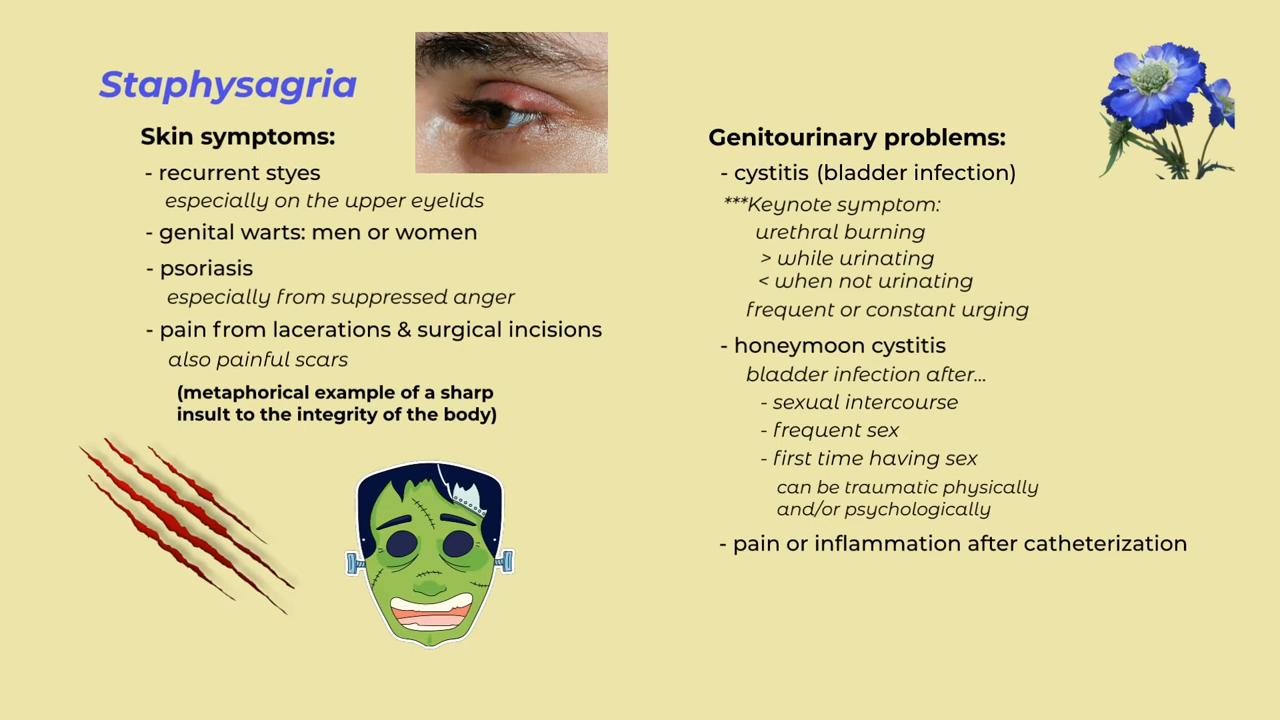 Staphysagria
Skin symptoms:
- recurrent styes
especially on the upper eyelids
- genital warts: men or women
- psoriasis
especially from suppressed anger
- pain from lacerations & surgical incisions
also painful scars
(metaphorical example of a sharp
insult to the integrity of the body)
Genitourinary problems:
- cystitis (bladder infection)
***Keynote symptom:
urethral burning
> while urinating
< when not urinating
frequent or constant urging
- honeymoon cystitis
bladder infection after...
- sexual intercourse
- frequent sex
- first time having sex
can be traumatic physically
and/or psychologically
- pain or inflammation after catheterization